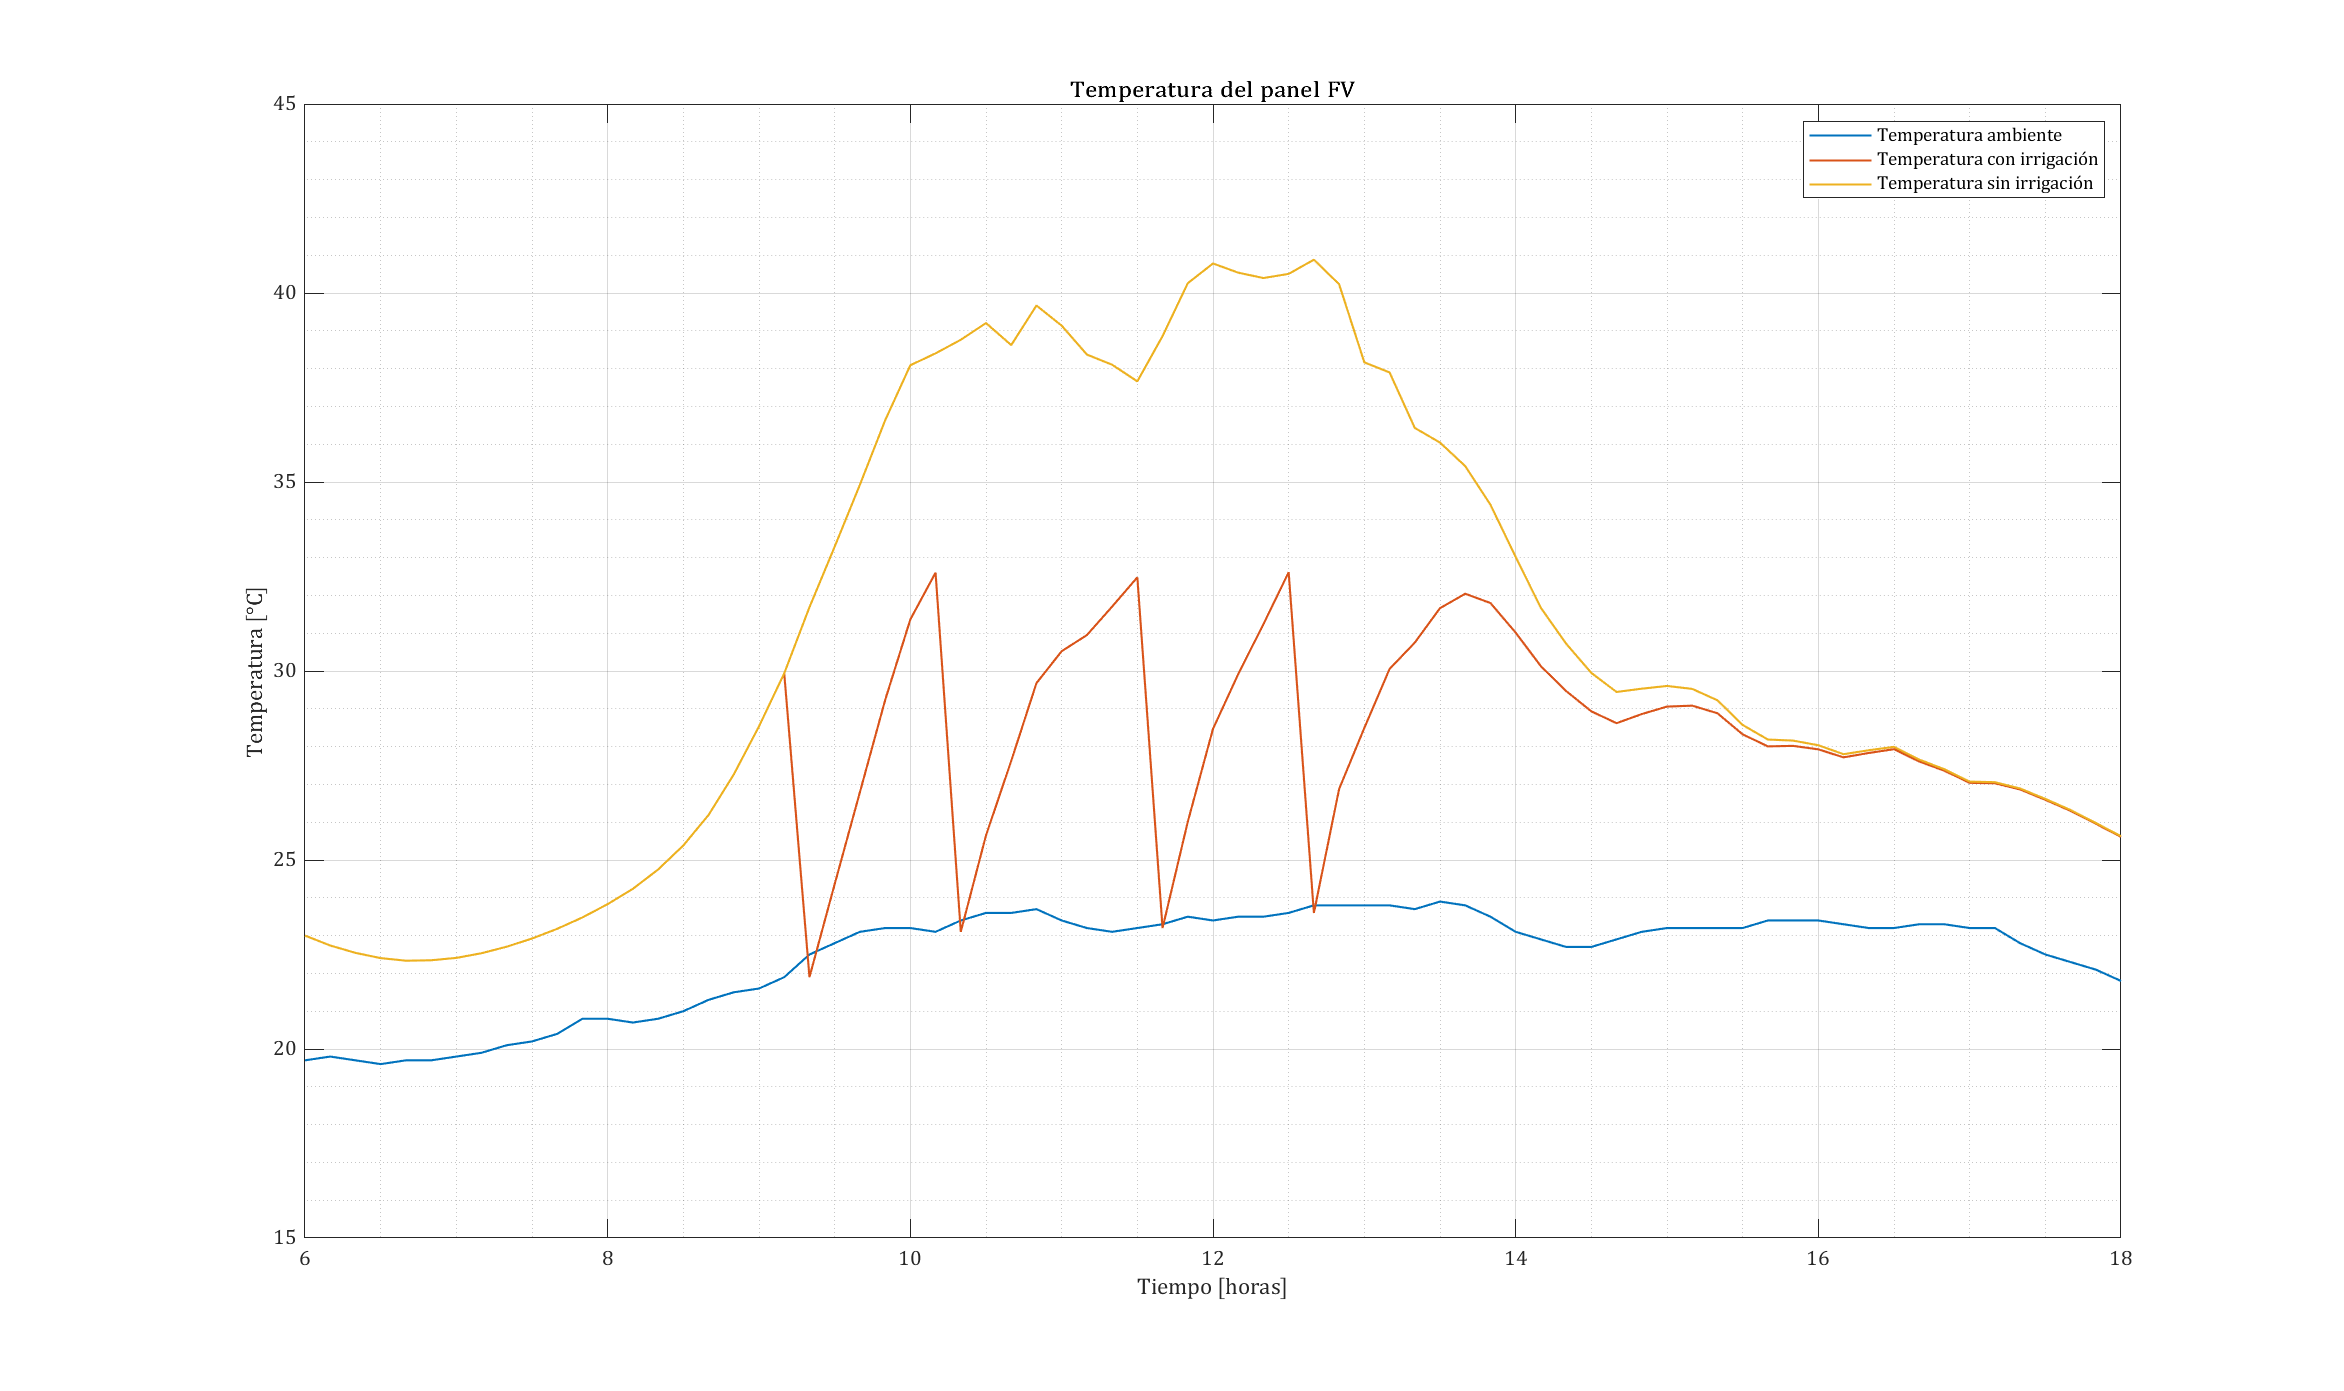 Temperatura del panel FV
45
40
35
30
25
20
15
Temperatura [°C]
Temperatura ambiente
Temperatura con irrigación
Temperatura sin irrigación
6 8 10 12 14 16 18
Tiempo [horas]